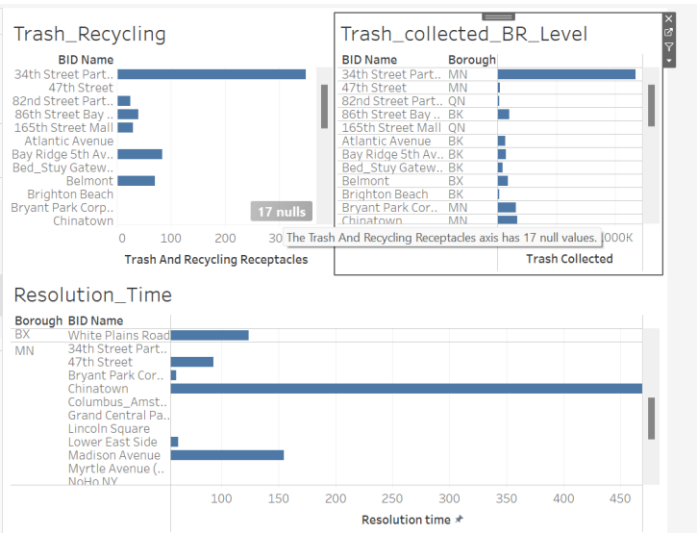 Trash_Recycling
BID Name
34th Street Part..
47th Street
82nd Street Part..
86th Street Bay ..
165th Street Mall
Atlantic Avenue
Bay Ridge 5th Av..
Bed_Stuy Gatew..
Belmont
Brighton Beach
Bryant Park Corp..
Chinatown
17 nulls
0 100 200 30
Trash And Recycling Receptacles
Trash_collected_BR_Level
BID Name Borough
34th Street Part.. MN
47th Street MN
82nd Street Part.. QN
86th Street Bay .. BK
165th Street Mall QN
Atlantic Avenue BK
Bay Ridge 5th Av.. BK
Bed_Stuy Gatew.. BK
Belmont BX
Brighton Beach BK
Bryant Park Cor.. MN
Chinatown MN
The Trash And Recycling Receptacles axis has 17 null values.
000K
Trash Collected
Resolution_Time
Borough BID Name
BX White Plains Road
MN 34th Street Part..
47th Street
Bryant Park Cor..
Chinatown
Columbus_Amst..
Grand Central Pa..
Lincoln Square
Lower East Side
Madison Avenue
Myrtle Avenue (..
NoHo NY
100 150 200 250 300 350 400 450
Resolution time